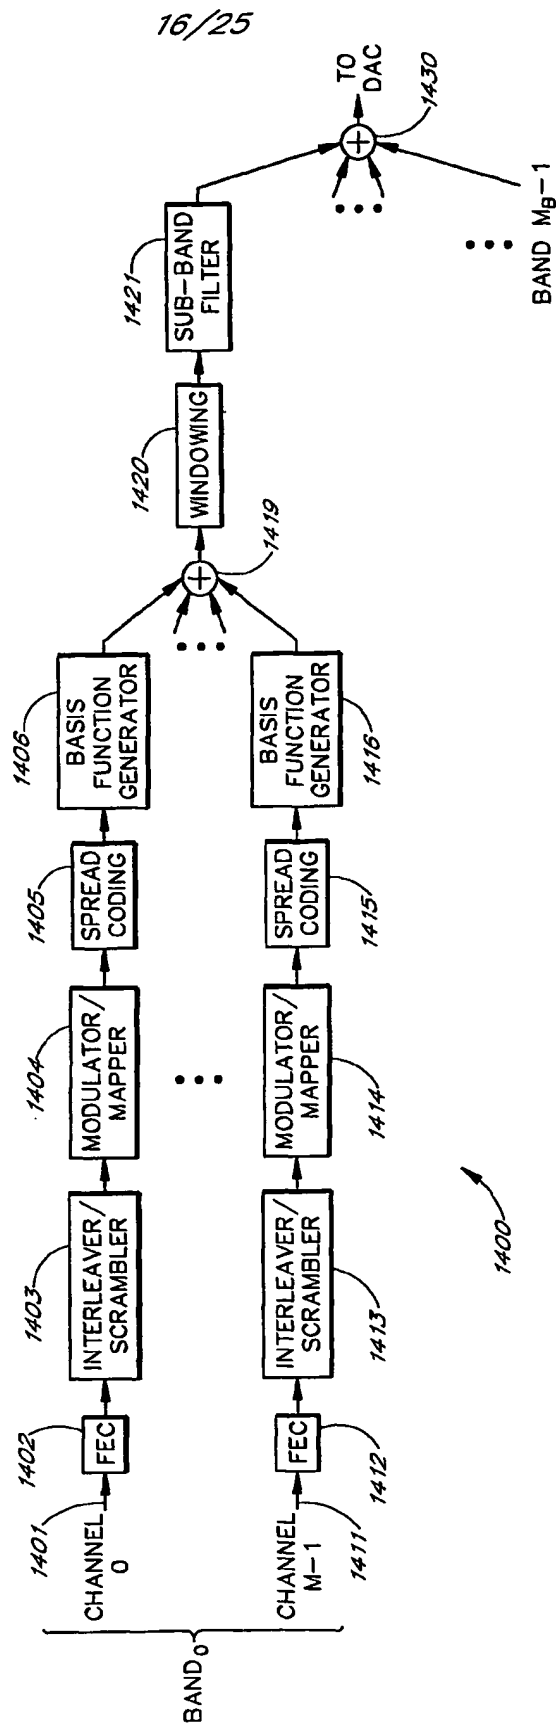 16/25
BAND0
CHANNEL
0
1401
FEC
1402
INTERLEAVER/
SCRAMBLER
1403
MODULATOR/
MAPPER
1404
SPREAD
CODING
1405
BASIS
FUNCTION
GENERATOR
1406
CHANNEL
M-1
1411
FEC
1412
INTERLEAVER/
SCRAMBLER
1413
MODULATOR/
MAPPER
1414
SPREAD
CODING
1415
BASIS
FUNCTION
GENERATOR
1416
1419
WINDOWING
1420
SUB-BAND
FILTER
1421
TO
DAC
1430
BAND MB-1
1400